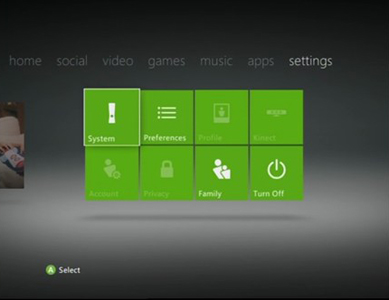 home social video games music apps settings
System Preferences Profile Kinect
Account Privacy Family Turn Off
A Select